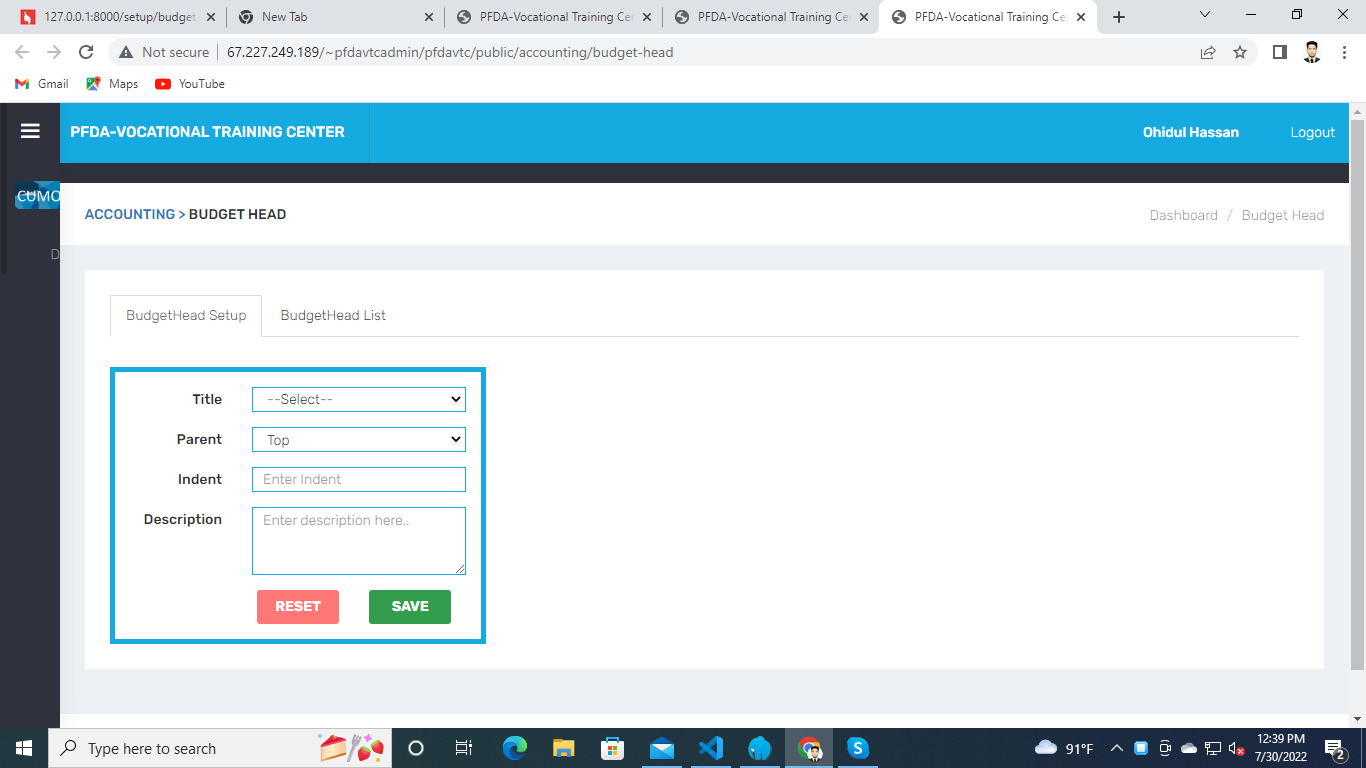 127.0.0.1:8000/setup/budget
New Tab
PFDA-Vocational Training Ce
PFDA-Vocational Training Ce
PFDA-Vocational Training Ce
Not secure
67.227.249.189/~pfdavtcadmin/pfdavtc/public/accounting/budget-head
Gmail
Maps
YouTube
PFDA-VOCATIONAL TRAINING CENTER
Ohidul Hassan
Logout
CUMO
D
ACCOUNTING > BUDGET HEAD
Dashboard / Budget Head
BudgetHead Setup
BudgetHead List
Title
--Select--
Parent
Top
Indent
Enter Indent
Description
Enter description here..
RESET
SAVE
Type here to search
91°F
12:39 PM
7/30/2022
2